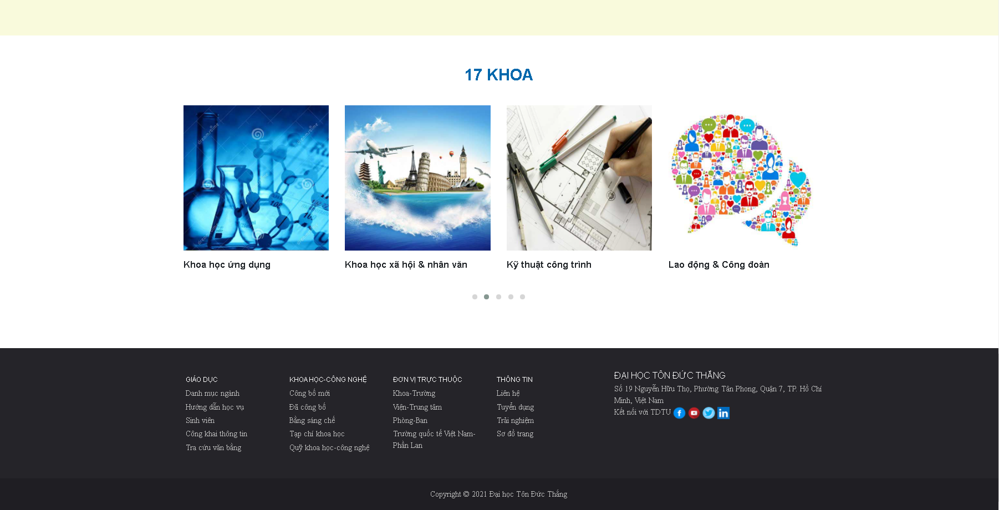 17 KHOA
Khoa học ứng dụng
Khoa học xã hội & nhân văn
Kỹ thuật công trình
Lao động & Công đoàn
GIÁO DỤC
Danh mục ngành
Hướng dẫn học vụ
Sinh viên
Công khai thông tin
Tra cứu văn bằng
KHOA HỌC-CÔNG NGHỆ
Công bố mới
Đã công bố
Bằng sáng chế
Tạp chí khoa học
Quỹ khoa học-công nghệ
ĐƠN VỊ TRỰC THUỘC
Khoa-Trường
Viện-Trung tâm
Phòng-Ban
Trường quốc tế Việt Nam-
Phần Lan
THÔNG TIN
Liên hệ
Tuyển dụng
Trải nghiệm
Sơ đồ trang
ĐẠI HỌC TÔN ĐỨC THẮNG
Số 19 Nguyễn Hữu Thọ, Phường Tân Phong, Quận 7, TP. Hồ Chí
Minh, Việt Nam
Kết nối với TDTU
Copyright © 2021 Đại học Tôn Đức Thắng